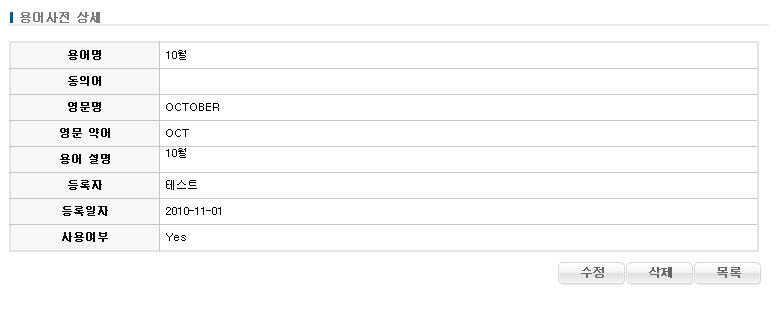 용어사전 상세
용어명 10월
동의어
영문명 OCTOBER
영문 약어 OCT
용어 설명 10월
등록자 테스트
등록일자 2010-11-01
사용여부 Yes
수정 삭제 목록